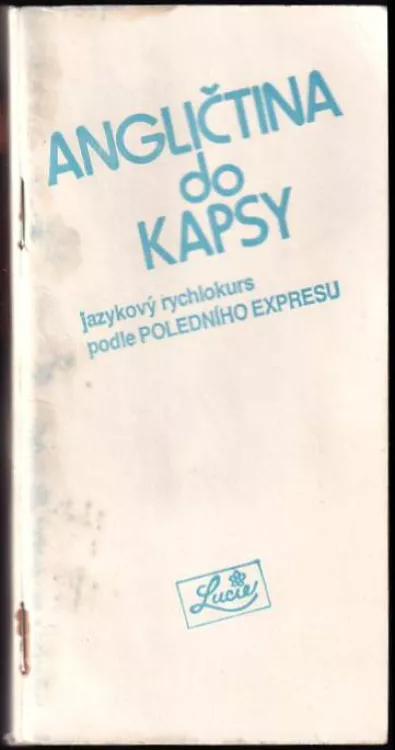 ANGLIČTINA
do
KAPSY
jazykový rychlokurs
podle POLEDNÍHO EXPRESU
Lucie